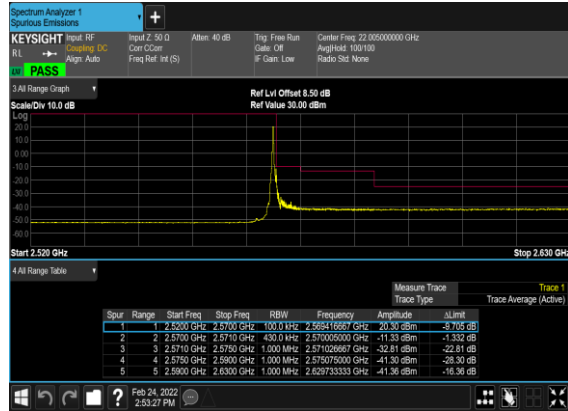 Spectrum Analyzer 1
Spurious Emissions
KEYSIGHT Input: RF Input Z: 50 Ω Atten: 40 dB Trig: Free Run Center Freq: 22.005000000 GHz
RL Coupling: DC Corr CCorr Gate: Off Avg|Hold: 100/100
Align: Auto Freq Ref: Int (S) IF Gain: Low Radio Std: None
PASS
3 All Range Graph
Ref Lvl Offset 8.50 dB
Scale/Div 10.0 dB Ref Value 30.00 dBm
Log
20.0
10.0
0.00
-10.0
-20.0
-30.0
-40.0
-50.0
-60.0
Start 2.520 GHz Stop 2.630 GHz
4 All Range Table
Measure Trace Trace 1
Trace Type Trace Average (Active)
Spur Range Start Freq Stop Freq RBW Frequency Amplitude ΔLimit
1 1 2.5200 GHz 2.5700 GHz 100.0 kHz 2.569416667 GHz 20.30 dBm -9.705 dB
2 2 2.5700 GHz 2.5710 GHz 430.0 kHz 2.570005000 GHz -11.33 dBm -1.332 dB
3 3 2.5710 GHz 2.5750 GHz 1.000 MHz 2.571026667 GHz -32.81 dBm -22.81 dB
4 4 2.5750 GHz 2.5900 GHz 1.000 MHz 2.575075000 GHz -41.30 dBm -28.30 dB
5 5 2.5900 GHz 2.6300 GHz 1.000 MHz 2.629733333 GHz -41.36 dBm -16.36 dB
Feb 24, 2022
2:53:27 PM